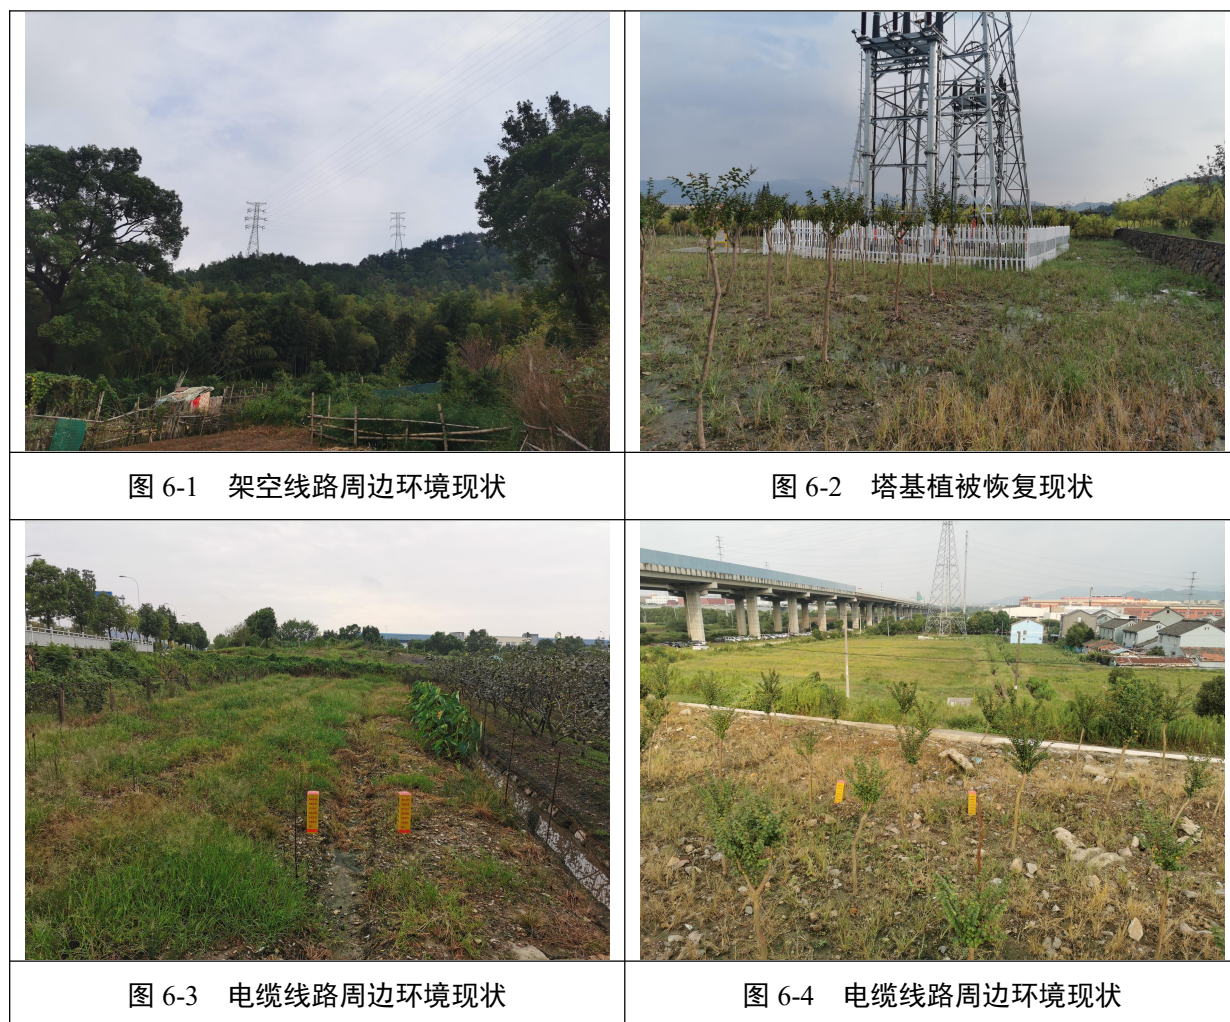 图 6-1 架空线路周边环境现状
图 6-2 塔基植被恢复现状
图 6-3 电缆线路周边环境现状
图 6-4 电缆线路周边环境现状